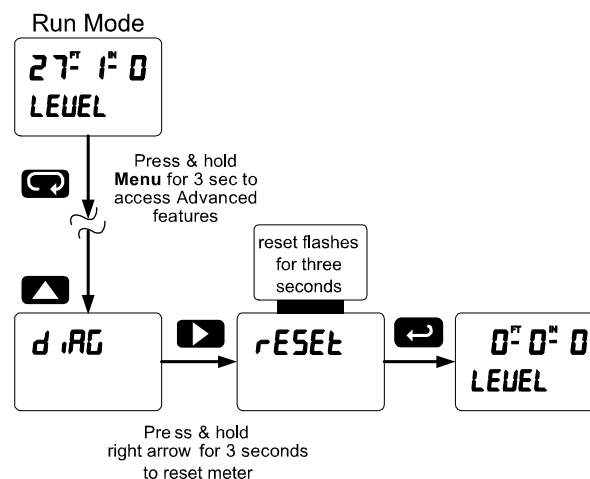 Run Mode
27FT 1IN 0
LEVEL
Press & hold
Menu for 3 sec to
access Advanced
features
reset flashes
for three
seconds
diAG
rESEt
0FT 0IN 0
LEVEL
Press & hold
right arrow for 3 seconds
to reset meter